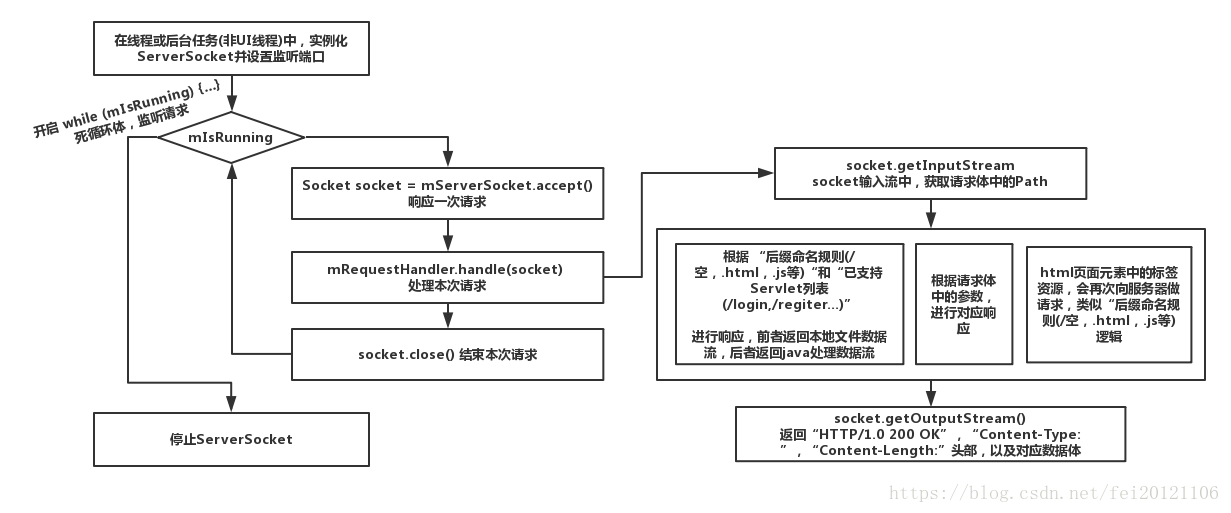 在线程或后台任务(非UI线程)中，实例化
ServerSocket并设置监听端口
开启 while (mIsRunning) {...}
死循环体，监听请求
mIsRunning
Socket socket = mServerSocket.accept()
响应一次请求
mRequestHandler.handle(socket)
处理本次请求
socket.close() 结束本次请求
停止ServerSocket
socket.getInputStream
socket输入流中，获取请求体中的Path
根据 “后缀命名规则(/
空，.html，.js等)“和“已支持
Servlet列表
(/login,/regiter...)”
进行响应，前者返回本地文件数据
流，后者返回java处理数据流
根据请求体
中的参数，
进行对应响
应
html页面元素中的标签
资源，会再次向服务器做
请求，类似“后缀命名规
则(/空，.html，.js等)
逻辑
socket.getOutputStream()
返回“HTTP/1.0 200 OK” ，“Content-Type:
”，“Content-Length:”头部，以及对应数据体
https://blog.csdn.net/fei20121106